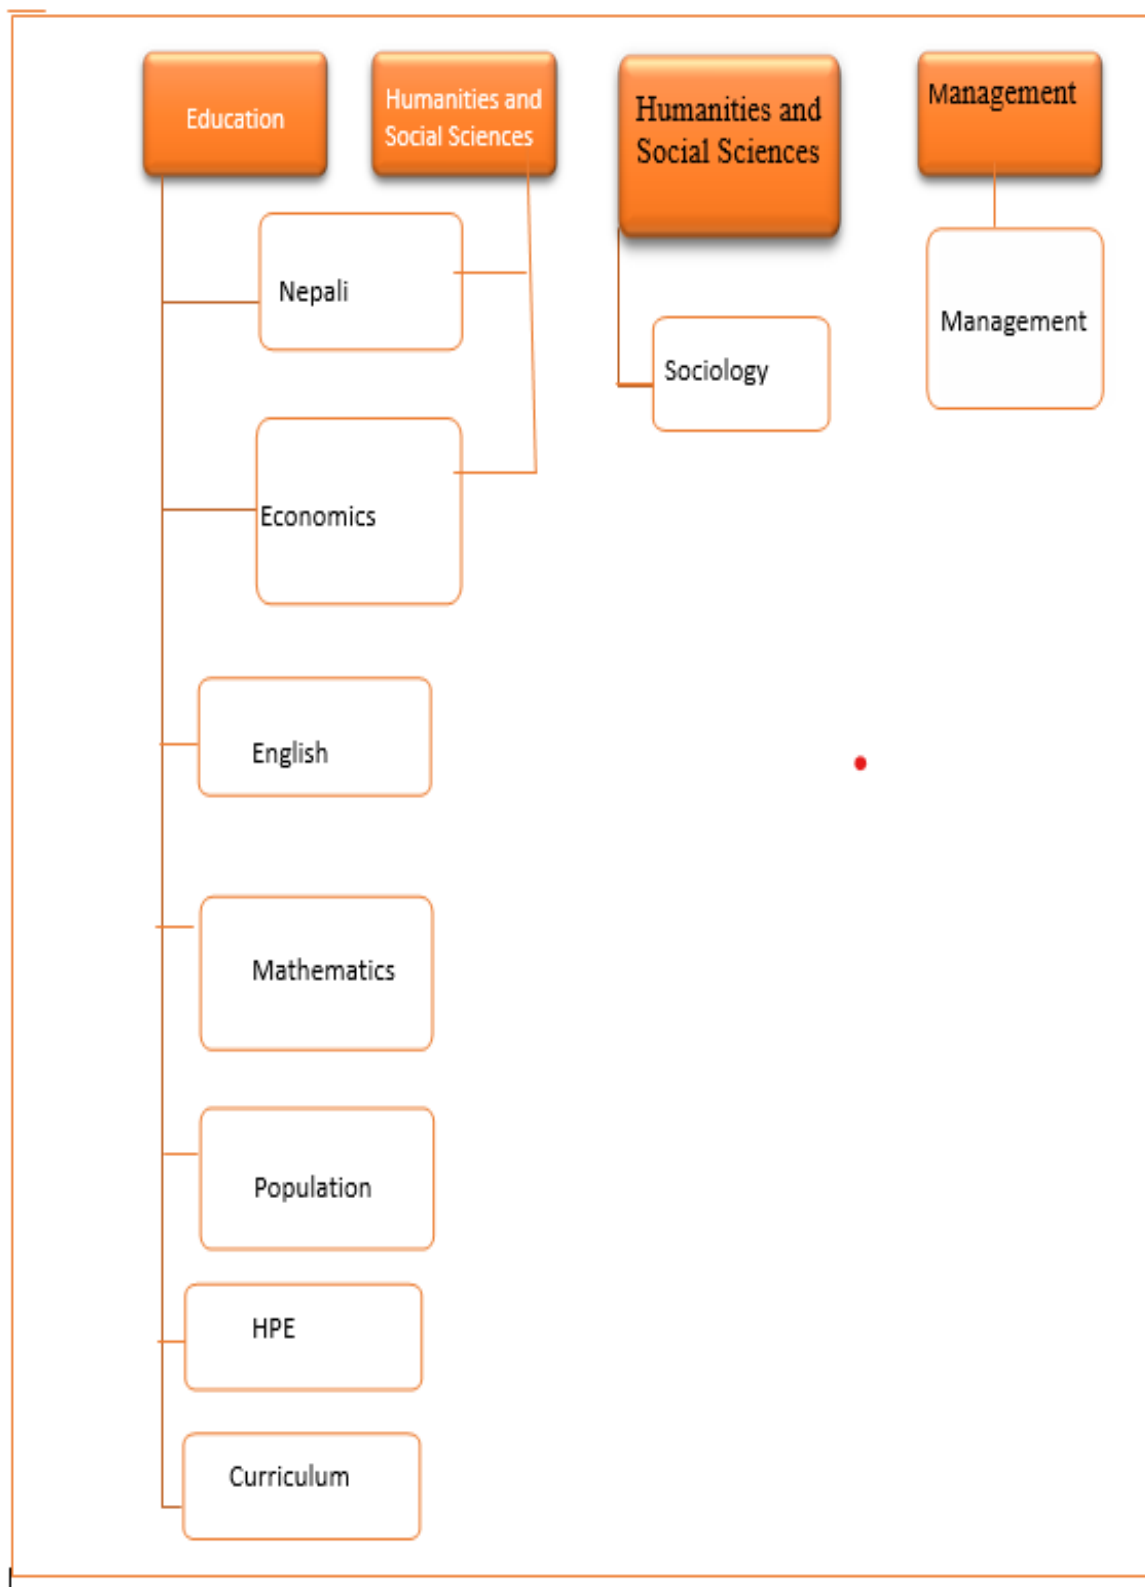 Education
Humanities and
Social Sciences
Humanities and
Social Sciences
Management
Nepali
Sociology
Management
Economics
English
Mathematics
Population
HPE
Curriculum